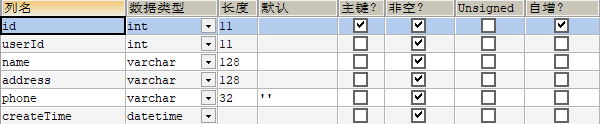 列名 数据类型 长度 默认 主键? 非空? Unsigned 自增?
id int 11
userId int 11
name varchar 128
address varchar 128
phone varchar 32 ''
createTime datetime